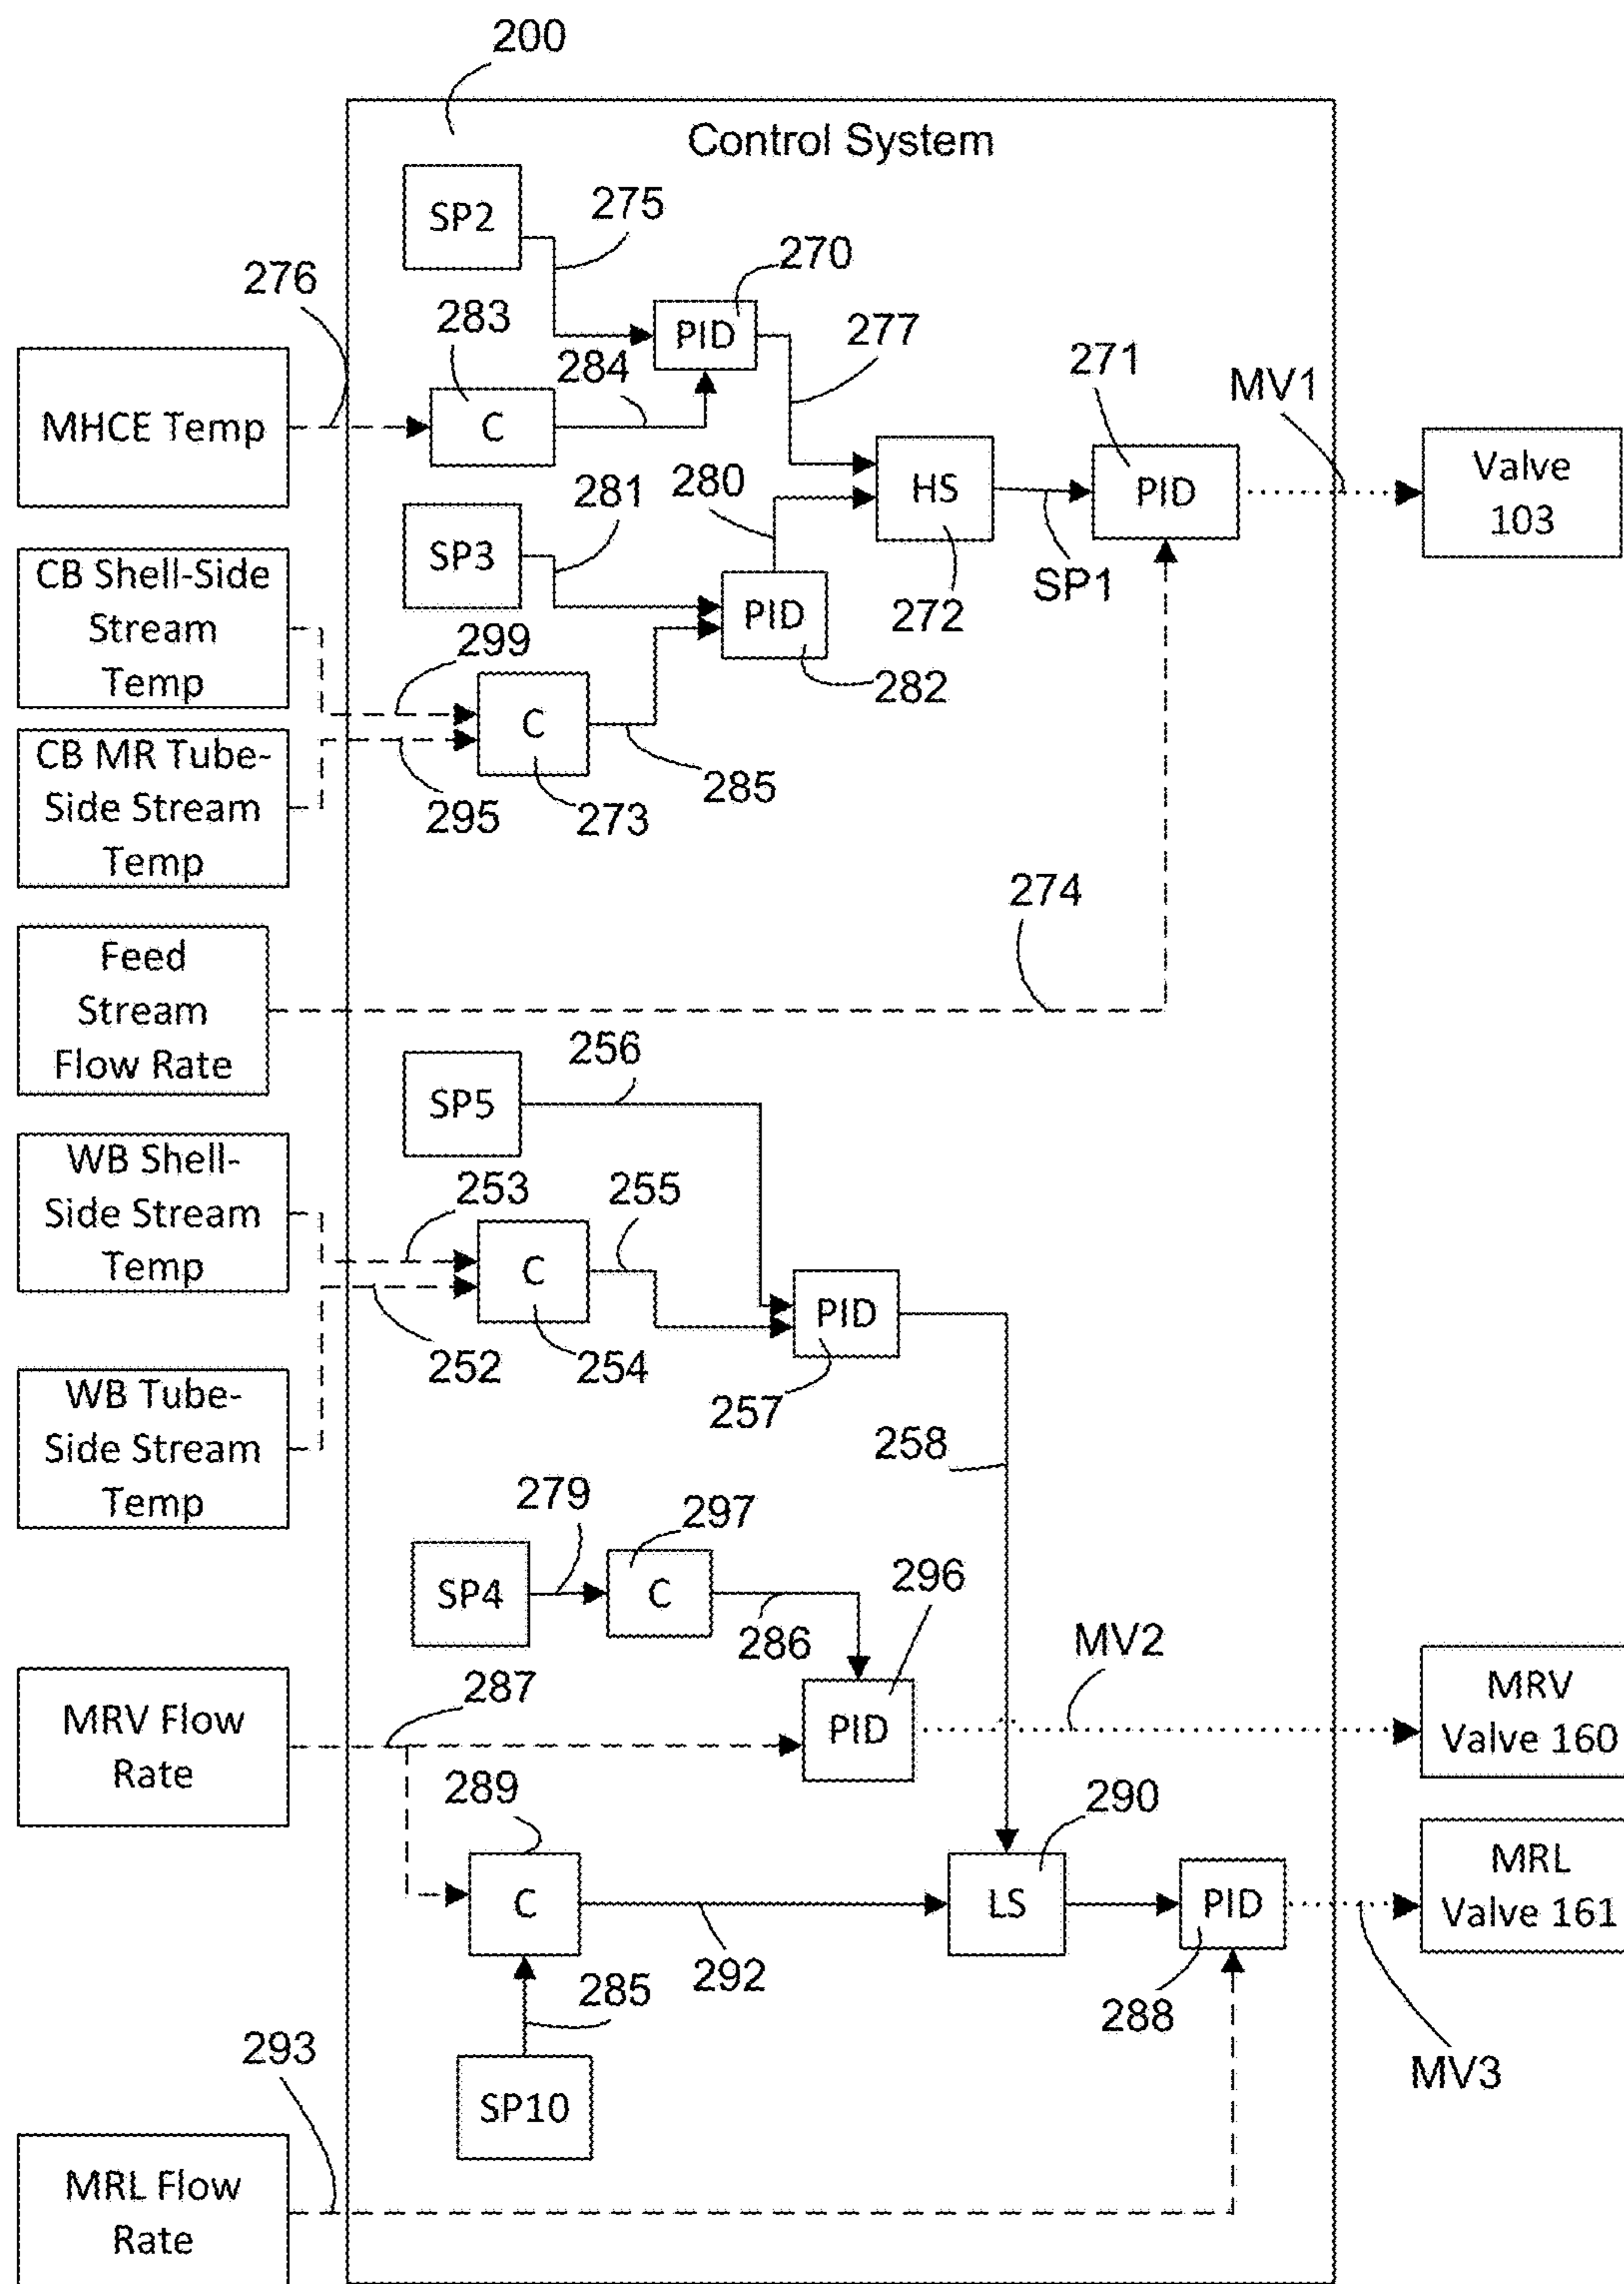 200
Control System
SP2
275
270
276
283
PID
277
284
271
MV1
MHCE Temp
C
Valve
103
HS
PID
281
280
SP3
SP1
272
CB Shell-Side
Stream
Temp
PID
299
282
C
CB MR Tube-
Side Stream
Temp
285
295
273
274
Feed
Stream
Flow Rate
256
SP5
WB Shell-
Side Stream
Temp
253
255
C
PID
252
254
257
WB Tube-
Side Stream
Temp
258
279
297
SP4
C
296
286
MV2
287
MRV Flow
Rate
PID
MRV
Valve 160
289
290
C
LS
PID
MRL
Valve 161
292
285
288
293
MV3
SP10
MRL Flow
Rate